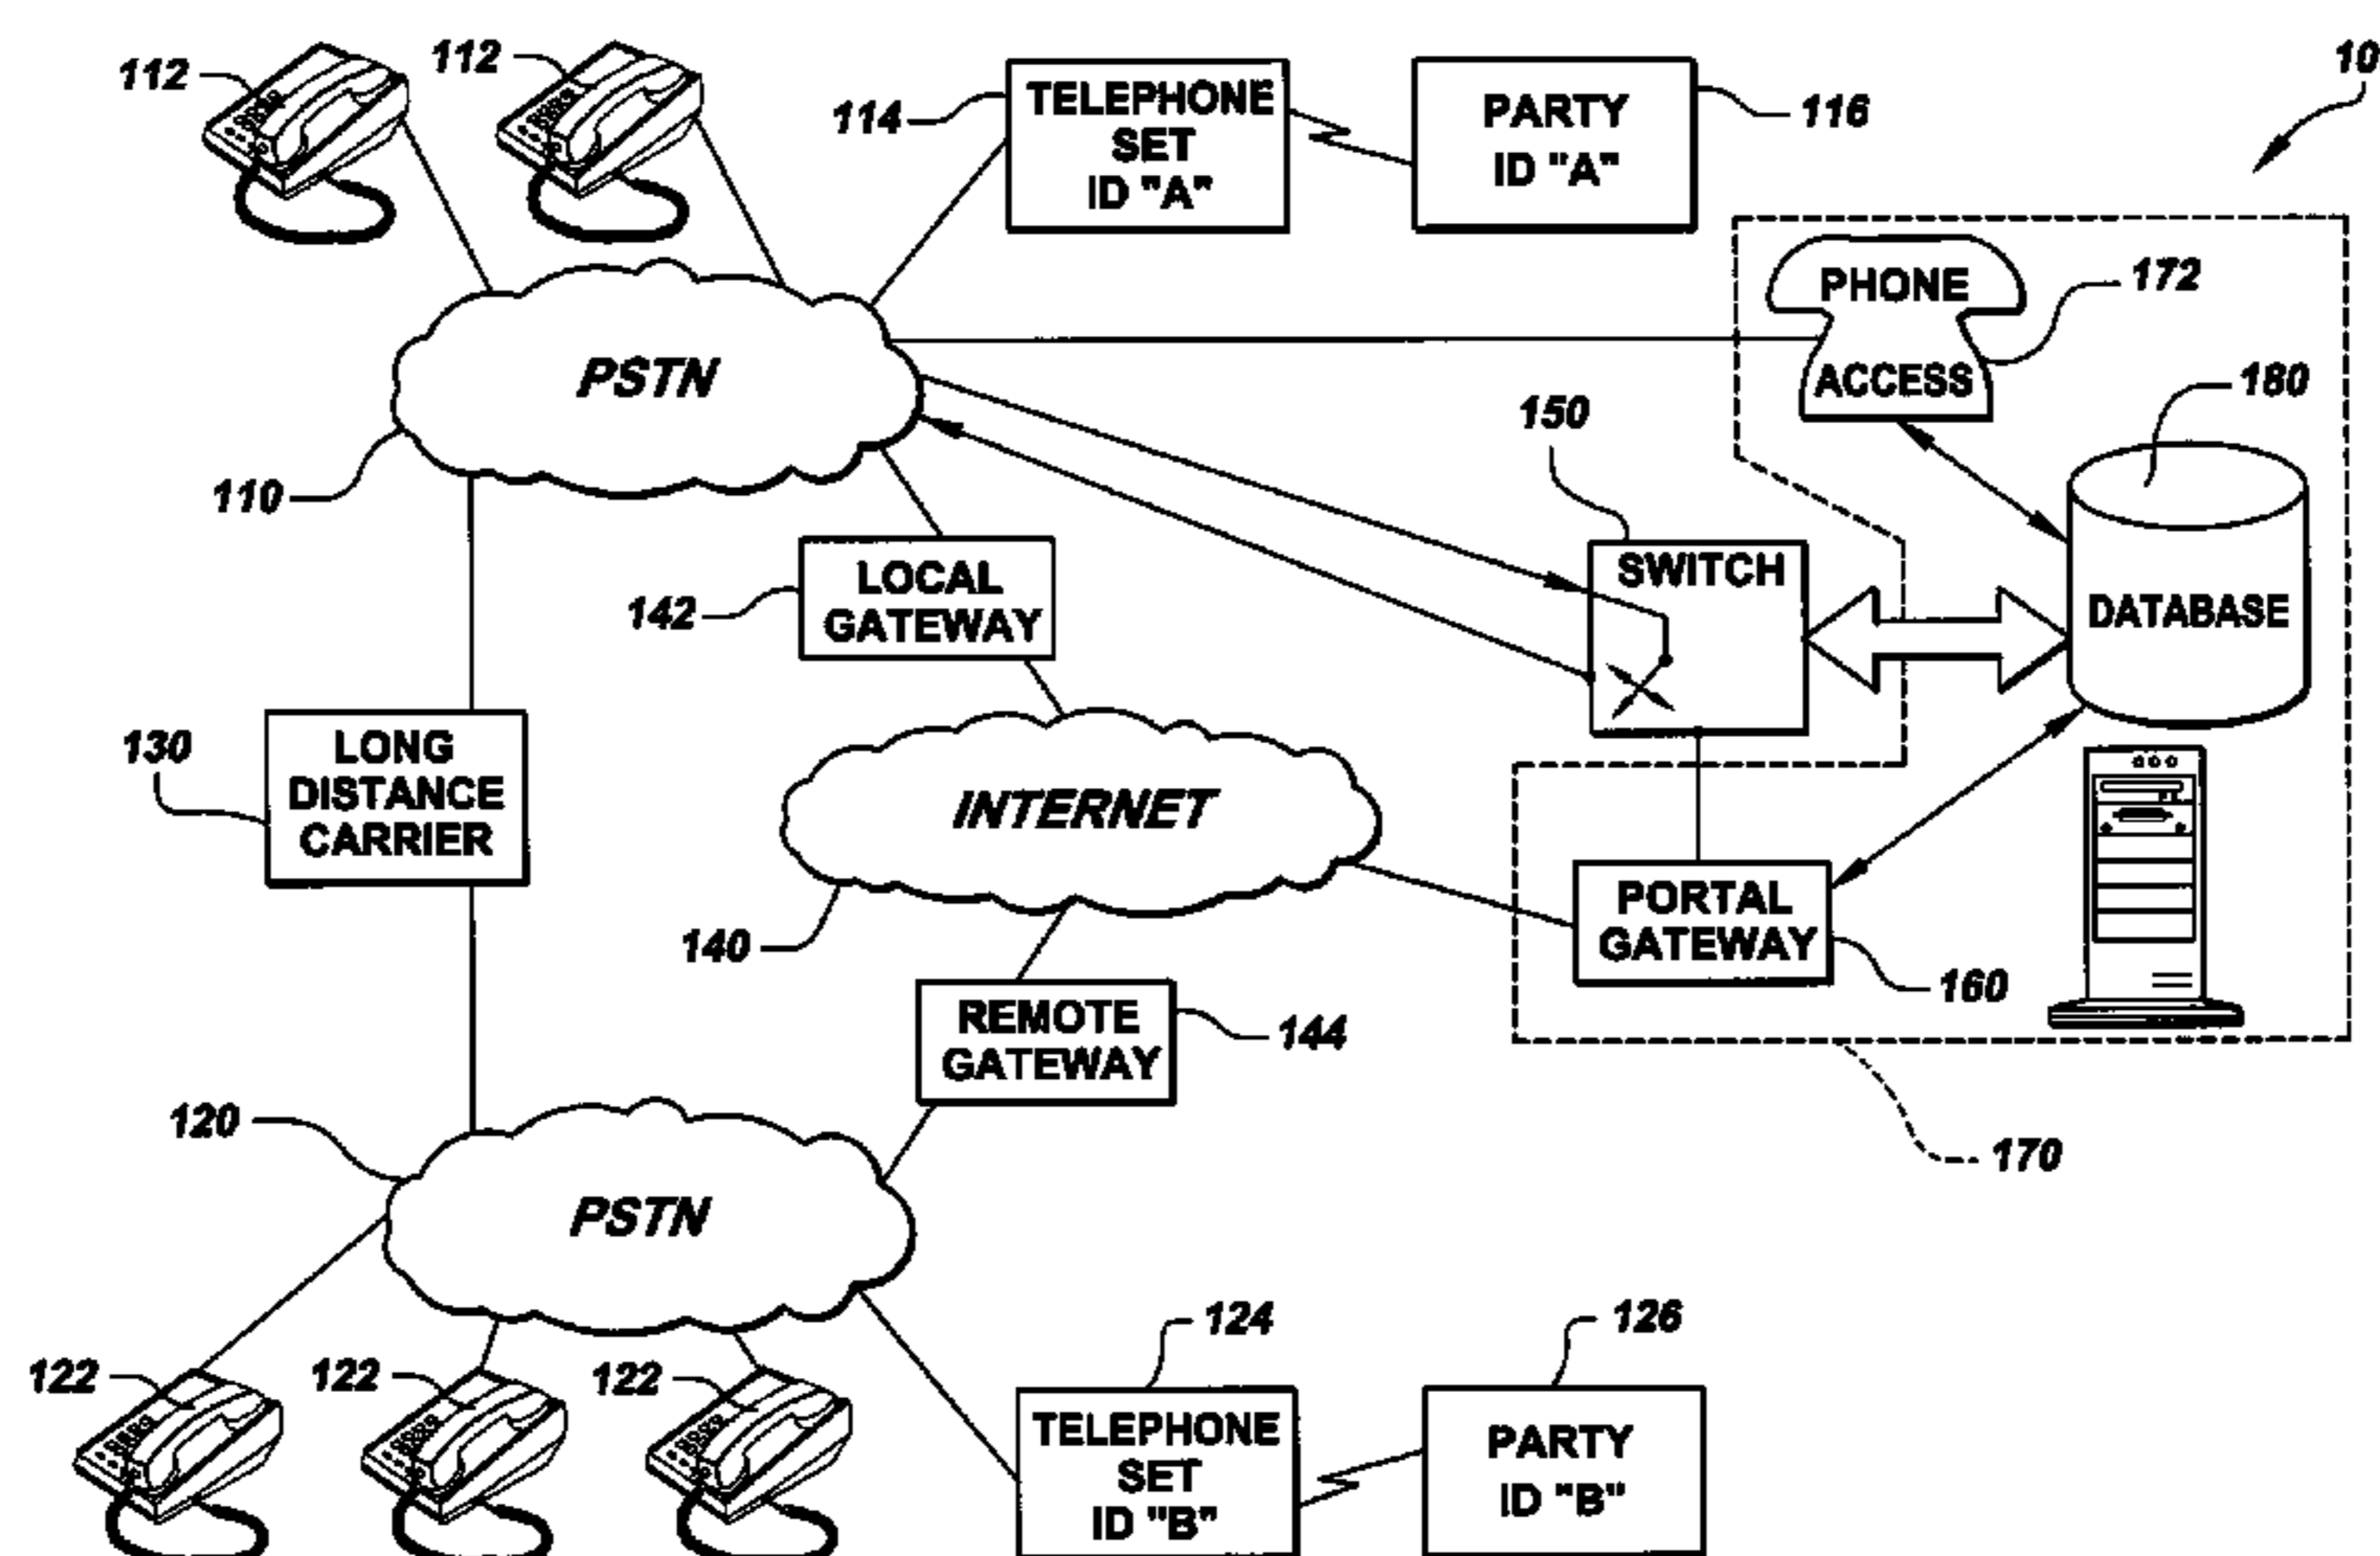 112
112
114
TELEPHONE
SET
ID "A"
PARTY
ID "A"
116
10
PHONE
ACCESS
172
PSTN
110
150
180
SWITCH
DATABASE
142
LOCAL
GATEWAY
130
LONG
DISTANCE
CARRIER
INTERNET
140
PORTAL
GATEWAY
160
REMOTE
GATEWAY
144
170
120
PSTN
122
122
122
124
TELEPHONE
SET
ID "B"
126
PARTY
ID "B"